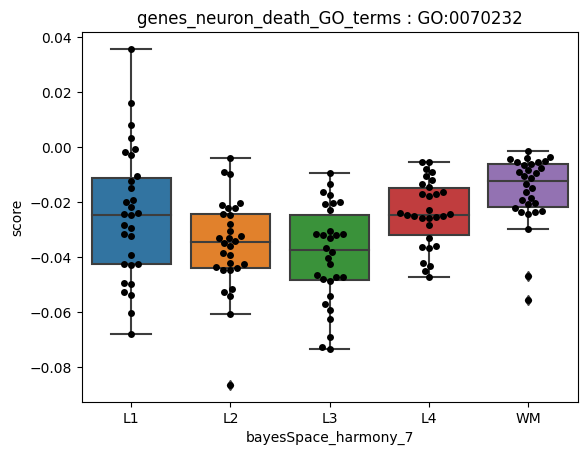 genes_neuron_death_GO_terms : GO:0070232
0.04
0.02
0.00
−0.02
−0.04
−0.06
−0.08
score
L1 L2 L3 L4 WM
bayesSpace_harmony_7